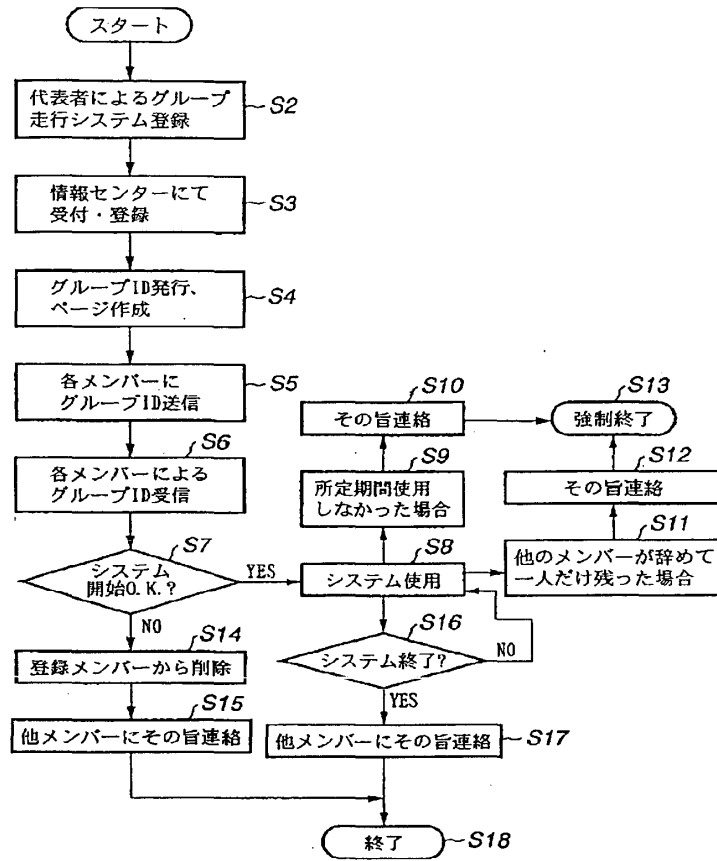 スタート
代表者によるグループ
走行システム登録
S2
情報センターにて
受付・登録
S3
グループID発行、
ページ作成
S4
各メンバーに
グループID送信
S5
S6
各メンバーによる
グループID受信
S7
システム
開始O.K.?
YES
NO
S14
登録メンバーから削除
S15
他メンバーにその旨連絡
S10
その旨連絡
S9
所定期間使用
しなかった場合
S8
システム使用
S13
強制終了
S12
その旨連絡
S11
他のメンバーが辞めて
一人だけ残った場合
S16
システム終了?
NO
YES
他メンバーにその旨連絡
S17
終了
S18